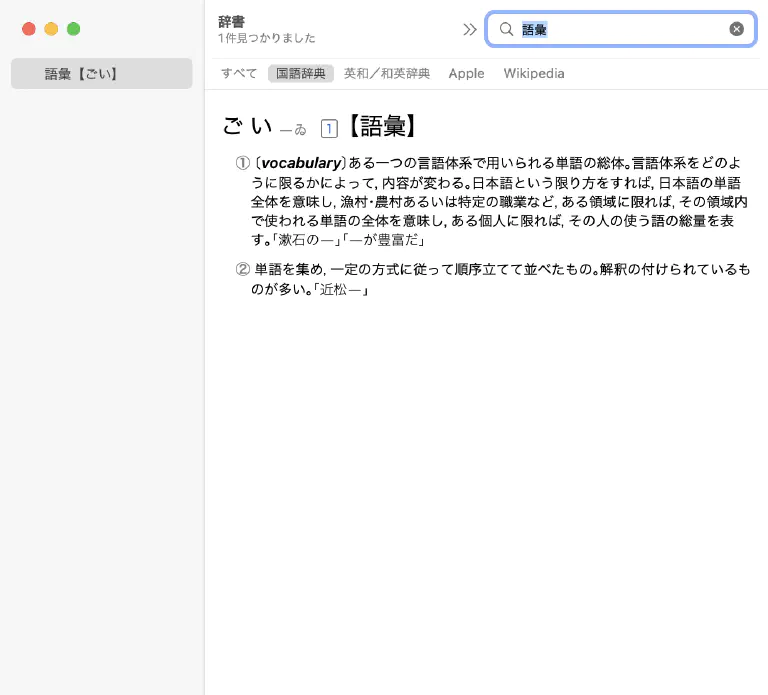 辞書
1件見つかりました
語彙
語彙【ごい】
すべて 国語辞典 英和／和英辞典 Apple Wikipedia
ご い —ゐ 1【語彙】
①〔vocabulary〕ある一つの言語体系で用いられる単語の総体。言語体系をどのよ
うに限るかによって，内容が変わる。日本語という限り方をすれば，日本語の単語
全体を意味し，漁村・農村あるいは特定の職業など，ある領域に限れば，その領域内
で使われる単語の全体を意味し，ある個人に限れば，その人の使う語の総量を表
す。「漱石の—」「—が豊富だ」
② 単語を集め，一定の方式に従って順序立てて並べたもの。解釈の付けられているも
のが多い。「近松—」